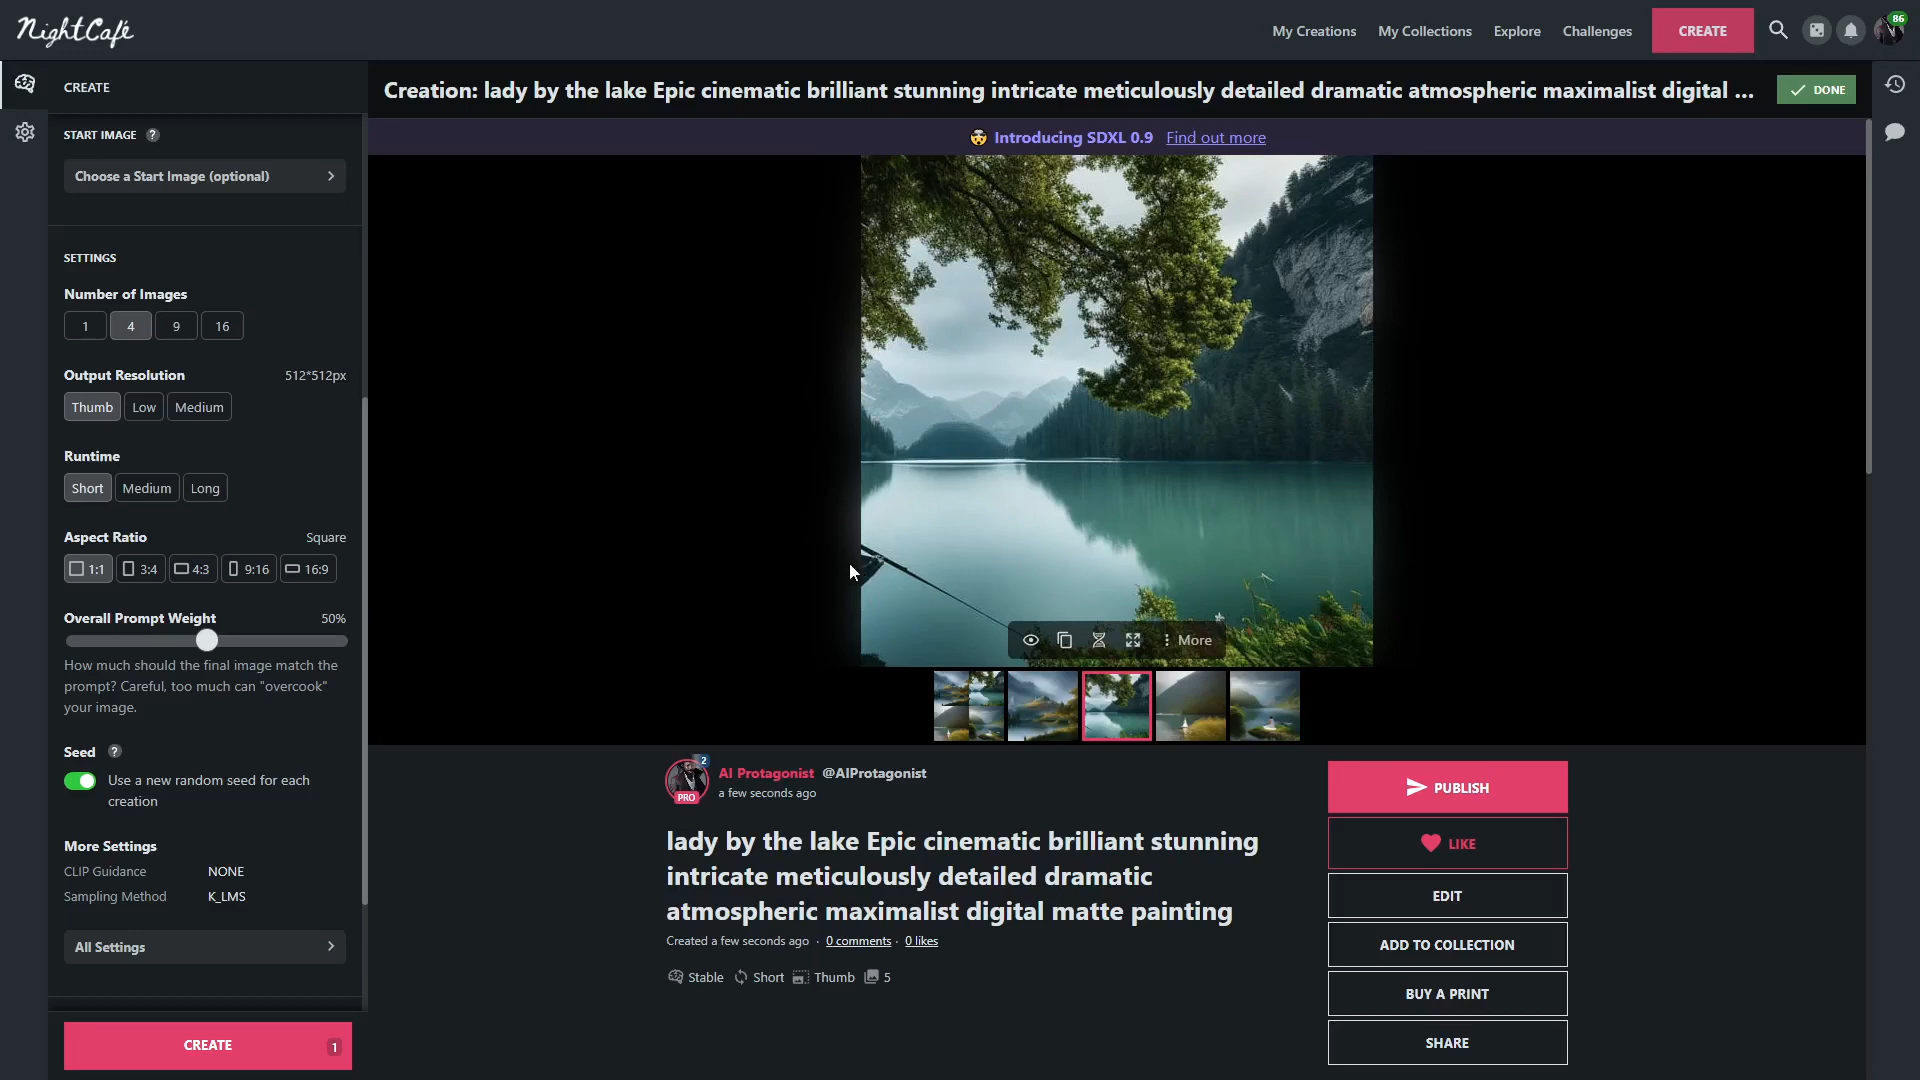 NightCafé
My Creations
My Collections
Explore
Challenges
CREATE
86
CREATE
Creation: lady by the lake Epic cinematic brilliant stunning intricate meticulously detailed dramatic atmospheric maximalist digital ...
DONE
Introducing SDXL 0.9 Find out more
START IMAGE ?
Choose a Start Image (optional)
SETTINGS
Number of Images
1 4 9 16
Output Resolution 512*512px
Thumb Low Medium
Runtime
Short Medium Long
Aspect Ratio Square
1:1 3:4 4:3 9:16 16:9
Overall Prompt Weight 50%
How much should the final image match the
prompt? Careful, too much can "overcook"
your image.
Seed ?
Use a new random seed for each
creation
More Settings
CLIP Guidance NONE
Sampling Method K_LMS
All Settings
CREATE 1
More
2
PRO
AI Protagonist @AIProtagonist
a few seconds ago
lady by the lake Epic cinematic brilliant stunning
intricate meticulously detailed dramatic
atmospheric maximalist digital matte painting
Created a few seconds ago · 0 comments · 0 likes
Stable Short Thumb 5
PUBLISH
LIKE
EDIT
ADD TO COLLECTION
BUY A PRINT
SHARE